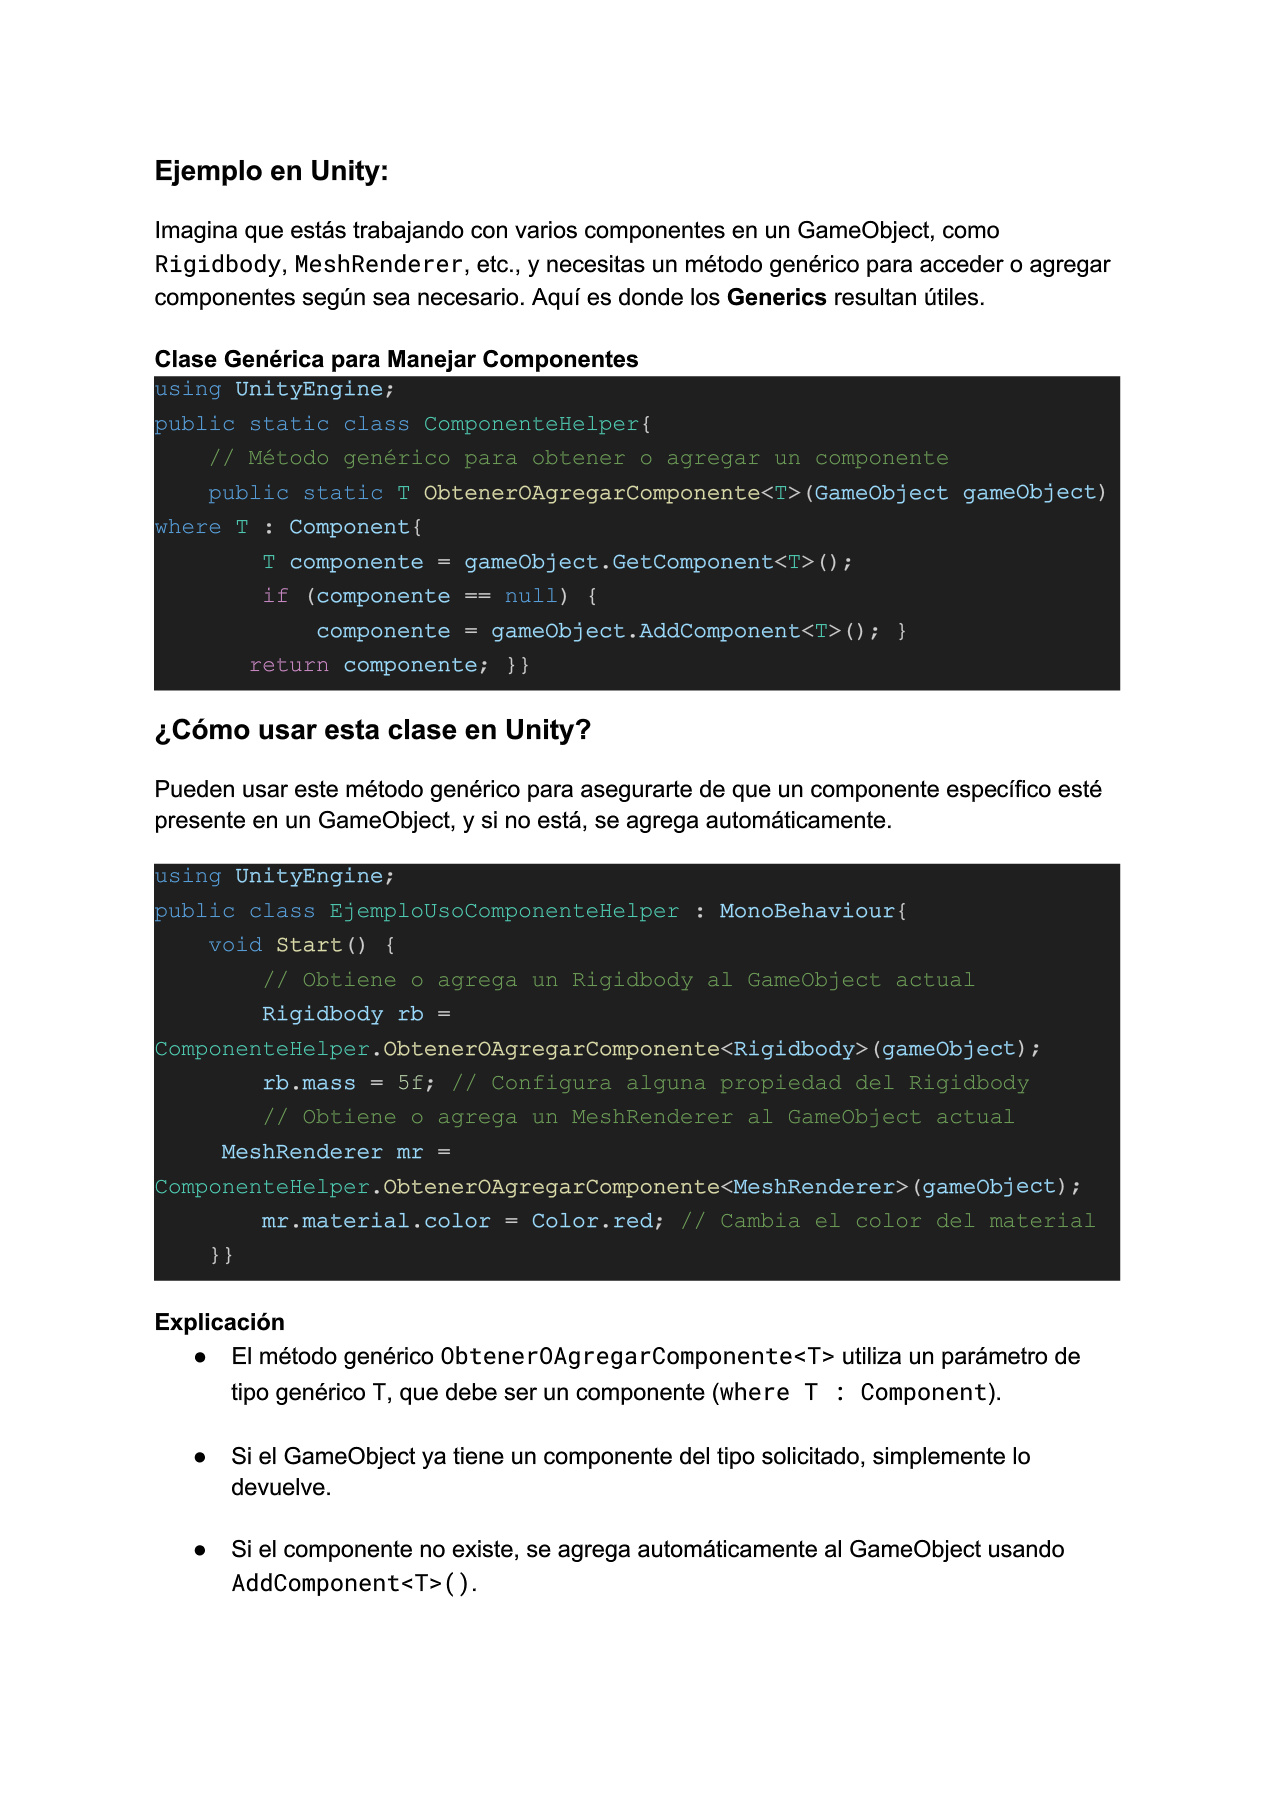 Ejemplo en Unity:
Imagina que estás trabajando con varios componentes en un GameObject, como
Rigidbody, MeshRenderer, etc., y necesitas un método genérico para acceder o agregar
componentes según sea necesario. Aquí es donde los Generics resultan útiles.
Clase Genérica para Manejar Componentes
using UnityEngine;
public static class ComponenteHelper{
    // Método genérico para obtener o agregar un componente
    public static T ObtenerOAgregarComponente<T>(GameObject gameObject)
where T : Component{
        T componente = gameObject.GetComponent<T>();
        if (componente == null) {
            componente = gameObject.AddComponent<T>(); }
       return componente; }}
¿Cómo usar esta clase en Unity?
Pueden usar este método genérico para asegurarte de que un componente específico esté
presente en un GameObject, y si no está, se agrega automáticamente.
using UnityEngine;
public class EjemploUsoComponenteHelper : MonoBehaviour{
    void Start() {
        // Obtiene o agrega un Rigidbody al GameObject actual
        Rigidbody rb =
ComponenteHelper.ObtenerOAgregarComponente<Rigidbody>(gameObject);
        rb.mass = 5f; // Configura alguna propiedad del Rigidbody
        // Obtiene o agrega un MeshRenderer al GameObject actual
     MeshRenderer mr =
ComponenteHelper.ObtenerOAgregarComponente<MeshRenderer>(gameObject);
        mr.material.color = Color.red; // Cambia el color del material
    }}
Explicación
● El método genérico ObtenerOAgregarComponente<T> utiliza un parámetro de
tipo genérico T, que debe ser un componente (where T : Component).
● Si el GameObject ya tiene un componente del tipo solicitado, simplemente lo
devuelve.
● Si el componente no existe, se agrega automáticamente al GameObject usando
AddComponent<T>().